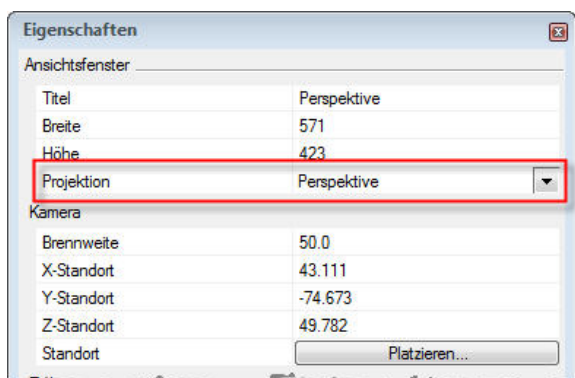 Eigenschaften
Ansichtsfenster
Titel Perspektive
Breite 571
Höhe 423
Projektion Perspektive
Kamera
Brennweite 50.0
X-Standort 43.111
Y-Standort -74.673
Z-Standort 49.782
Standort Platzieren...